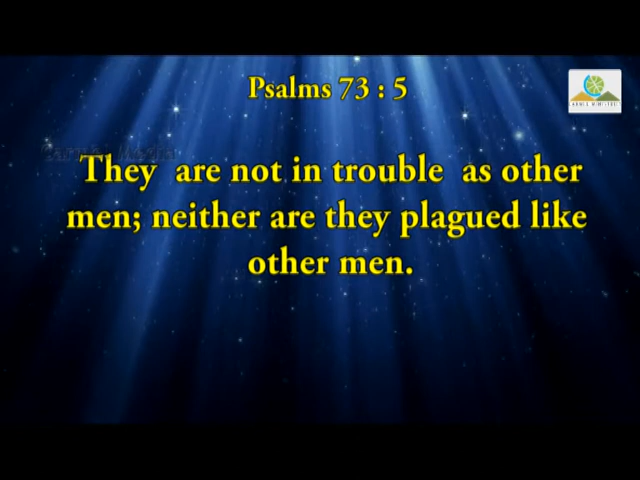 Psalms 73 : 5
They are not in trouble as other
men; neither are they plagued like
other men.